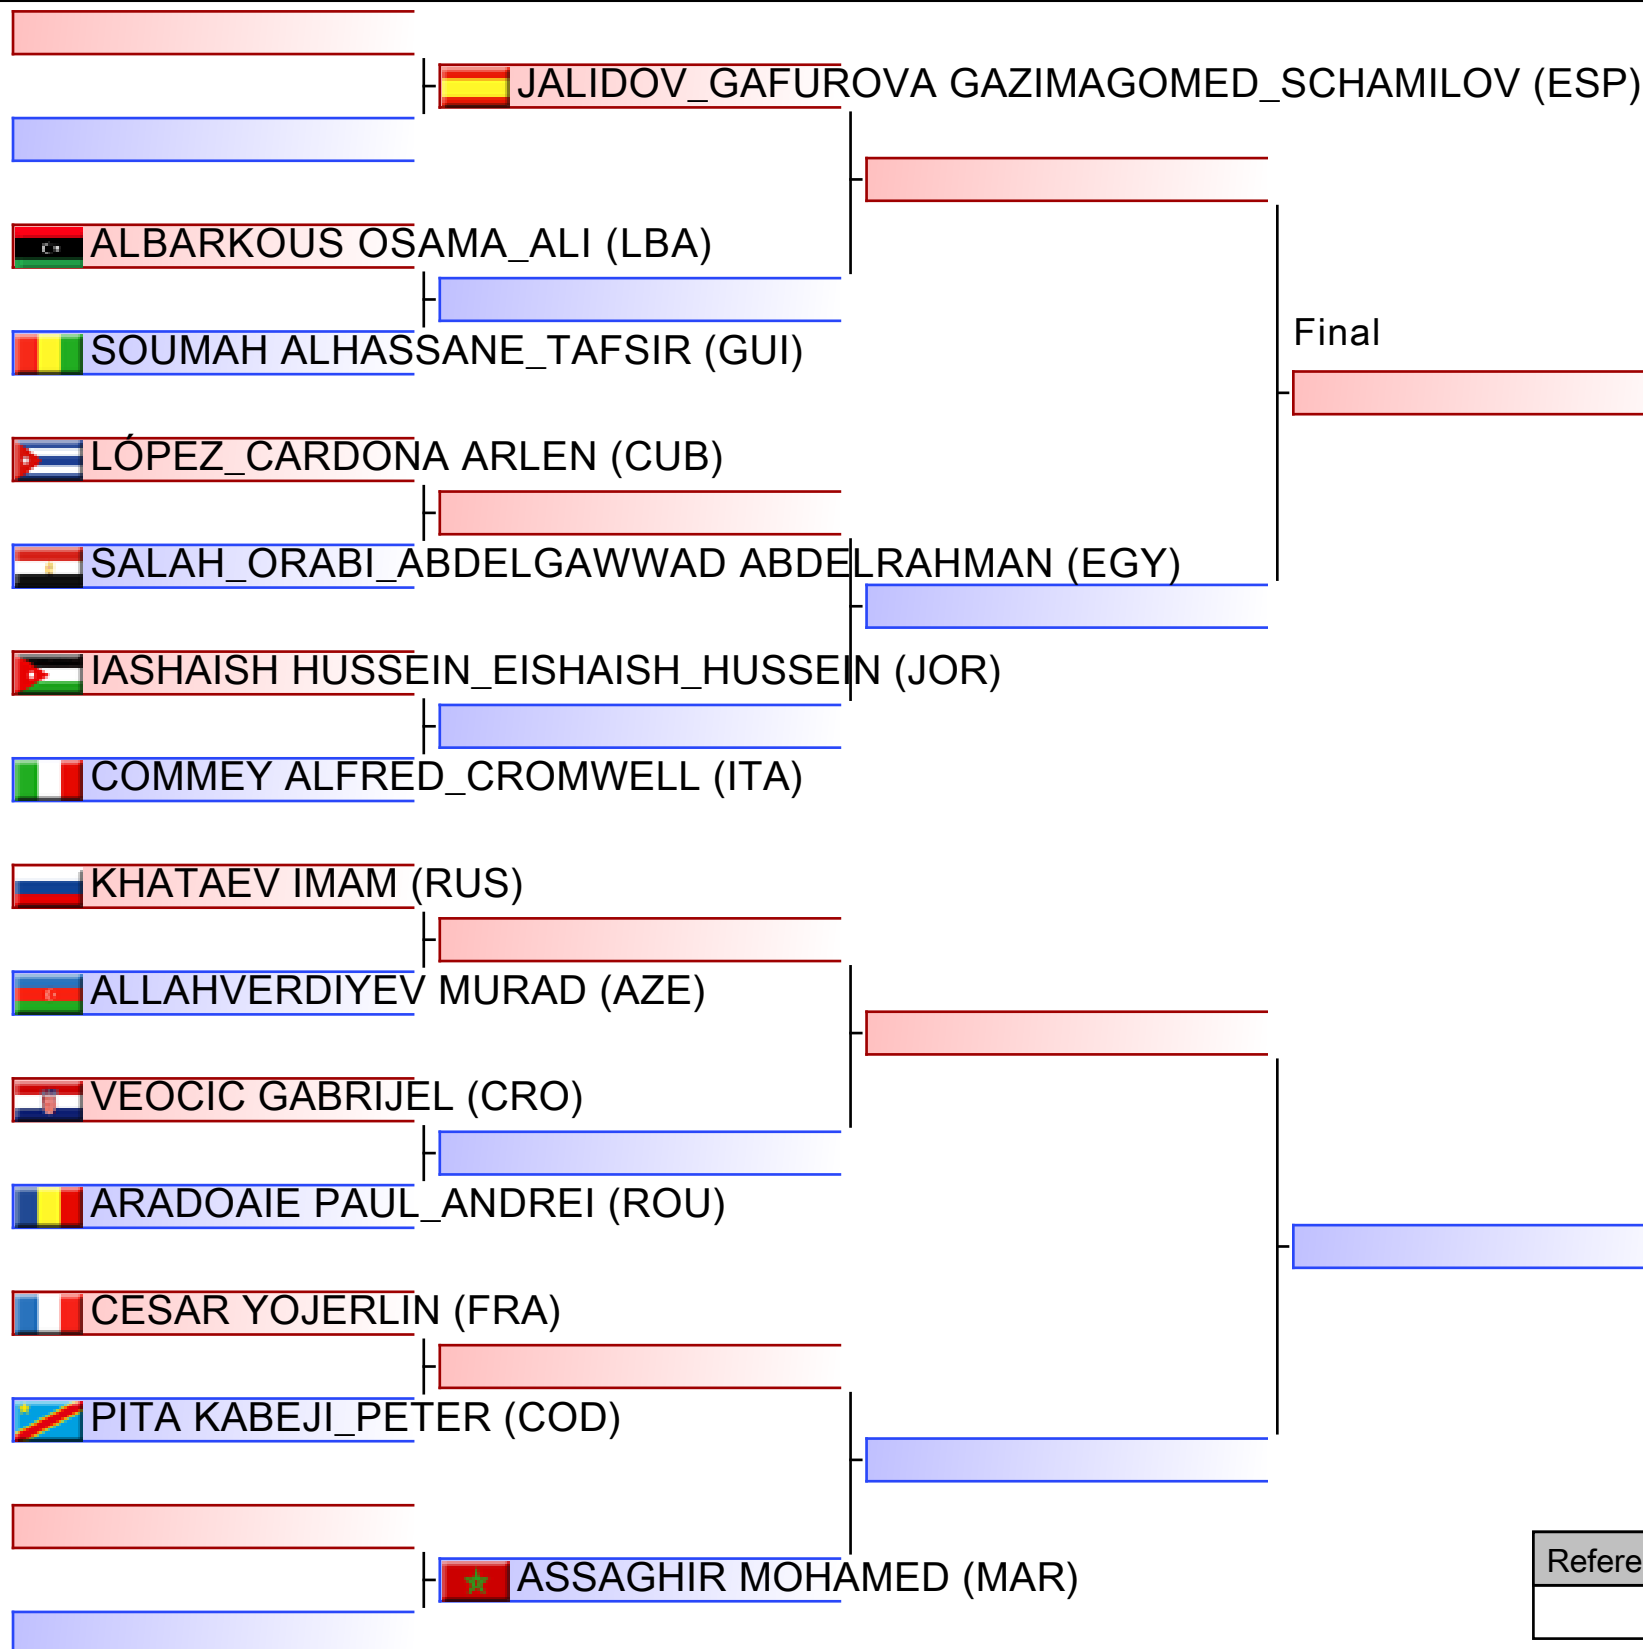 JALIDOV_GAFUROVA GAZIMAGOMED_SCHAMILOV (ESP)
ALBARKOUS OSAMA_ALI (LBA)
Final
SOUMAH ALHASSANE_TAFSIR (GUI)
LÓPEZ_CARDONA ARLEN (CUB)
SALAH_ORABI_ABDELGAWWAD ABDELRAHMAN (EGY)
IASHAISH HUSSEIN_EISHAISH_HUSSEIN (JOR)
COMMEY ALFRED_CROMWELL (ITA)
KHATAEV IMAM (RUS)
ALLAHVERDIYEV MURAD (AZE)
VEOCIC GABRIJEL (CRO)
ARADOAIE PAUL_ANDREI (ROU)
CESAR YOJERLIN (FRA)
PITA KABEJI_PETER (COD)
Refere
ASSAGHIR MOHAMED (MAR)